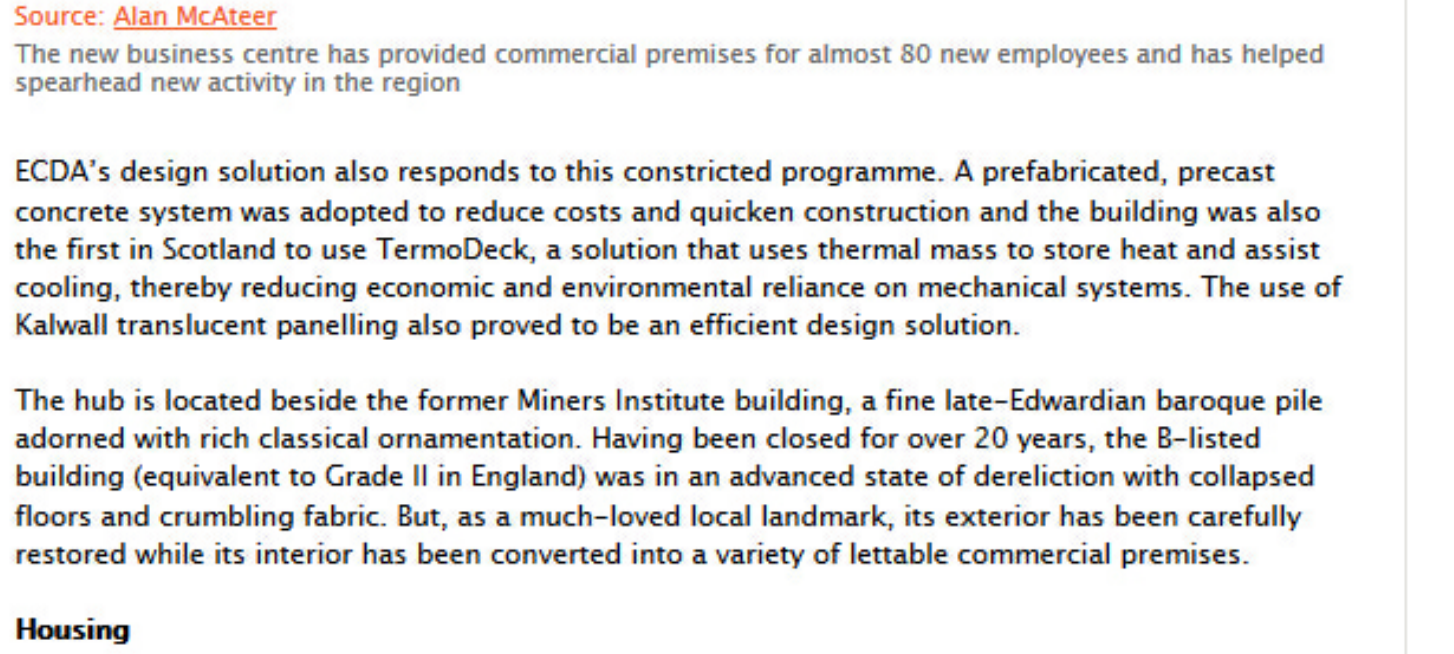 Source: Alan McAteer
The new business centre has provided commercial premises for almost 80 new employees and has helped
spearhead new activity in the region
ECDA's design solution also responds to this constricted programme. A prefabricated, precast
concrete system was adopted to reduce costs and quicken construction and the building was also
the first in Scotland to use TermoDeck, a solution that uses thermal mass to store heat and assist
cooling, thereby reducing economic and environmental reliance on mechanical systems. The use of
Kalwall translucent panelling also proved to be an efficient design solution.
The hub is located beside the former Miners Institute building, a fine late-Edwardian baroque pile
adorned with rich classical ornamentation. Having been closed for over 20 years, the B-listed
building (equivalent to Grade II in England) was in an advanced state of dereliction with collapsed
floors and crumbling fabric. But, as a much-loved local landmark, its exterior has been carefully
restored while its interior has been converted into a variety of lettable commercial premises.
Housing